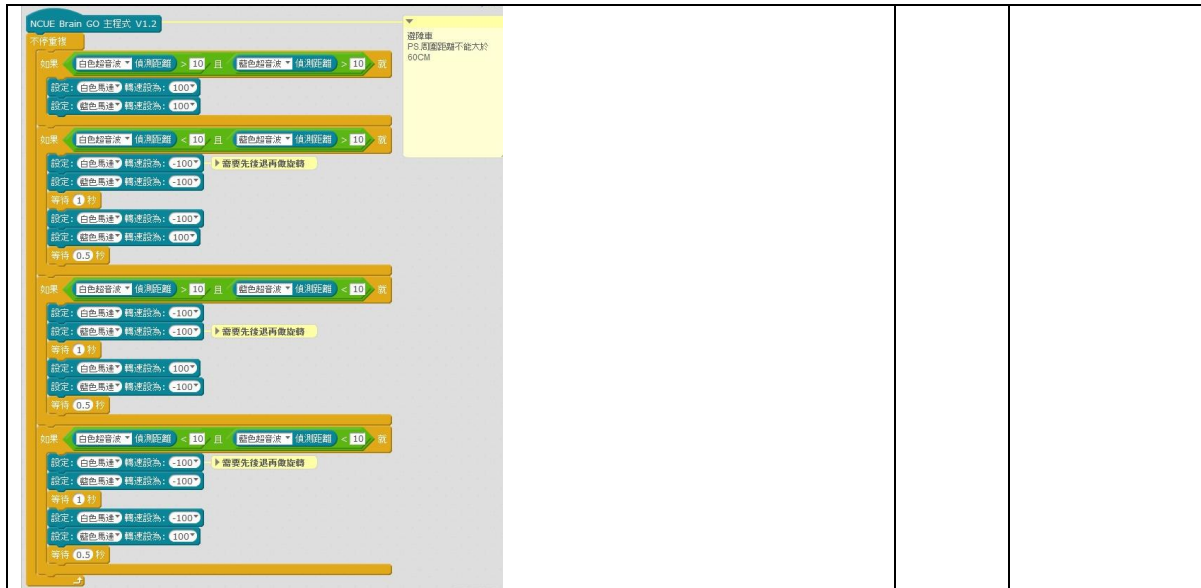 NCUE Brain GO 主程式 V1.2
不停重複
如果 白色超音波 偵測距離 > 10 且 藍色超音波 偵測距離 > 10 就
設定: 白色馬達 轉速設為: 100
設定: 藍色馬達 轉速設為: 100
如果 白色超音波 偵測距離 < 10 且 藍色超音波 偵測距離 > 10 就
設定: 白色馬達 轉速設為: -100 需要先後退再做旋轉
設定: 藍色馬達 轉速設為: -100
等待 1 秒
設定: 白色馬達 轉速設為: -100
設定: 藍色馬達 轉速設為: 100
等待 0.5 秒
如果 白色超音波 偵測距離 > 10 且 藍色超音波 偵測距離 < 10 就
設定: 白色馬達 轉速設為: -100
設定: 藍色馬達 轉速設為: -100 需要先後退再做旋轉
等待 1 秒
設定: 白色馬達 轉速設為: 100
設定: 藍色馬達 轉速設為: -100
等待 0.5 秒
如果 白色超音波 偵測距離 < 10 且 藍色超音波 偵測距離 < 10 就
設定: 白色馬達 轉速設為: -100 需要先後退再做旋轉
設定: 藍色馬達 轉速設為: -100
等待 1 秒
設定: 白色馬達 轉速設為: -100
設定: 藍色馬達 轉速設為: 100
等待 0.5 秒
避障車
PS.周圍距離不能大於
60CM